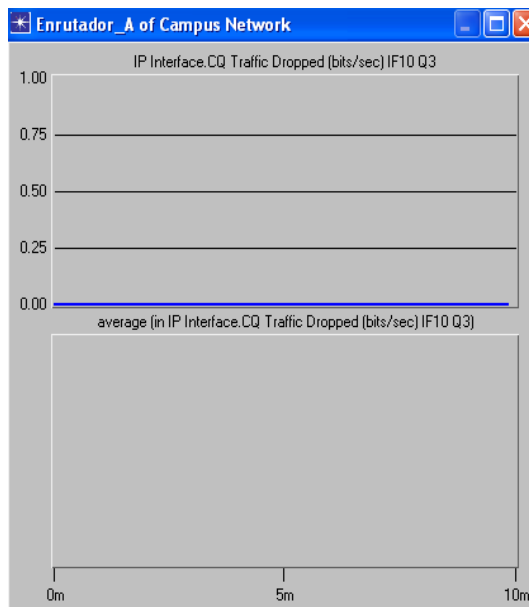 Enrutador_A of Campus Network
IP Interface.CQ Traffic Dropped (bits/sec) IF10 Q3
1.00
0.75
0.50
0.25
0.00
average (in IP Interface.CQ Traffic Dropped (bits/sec) IF10 Q3)
0m 5m 10m